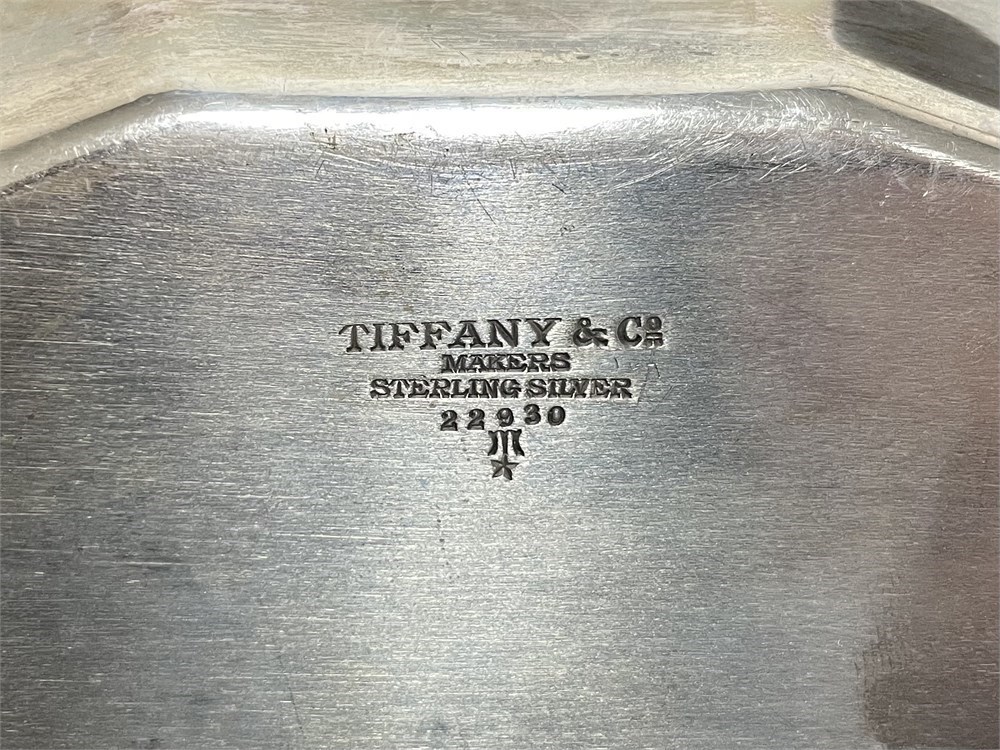 TIFFANY & Co
MAKERS
STERLING SILVER
22930
M